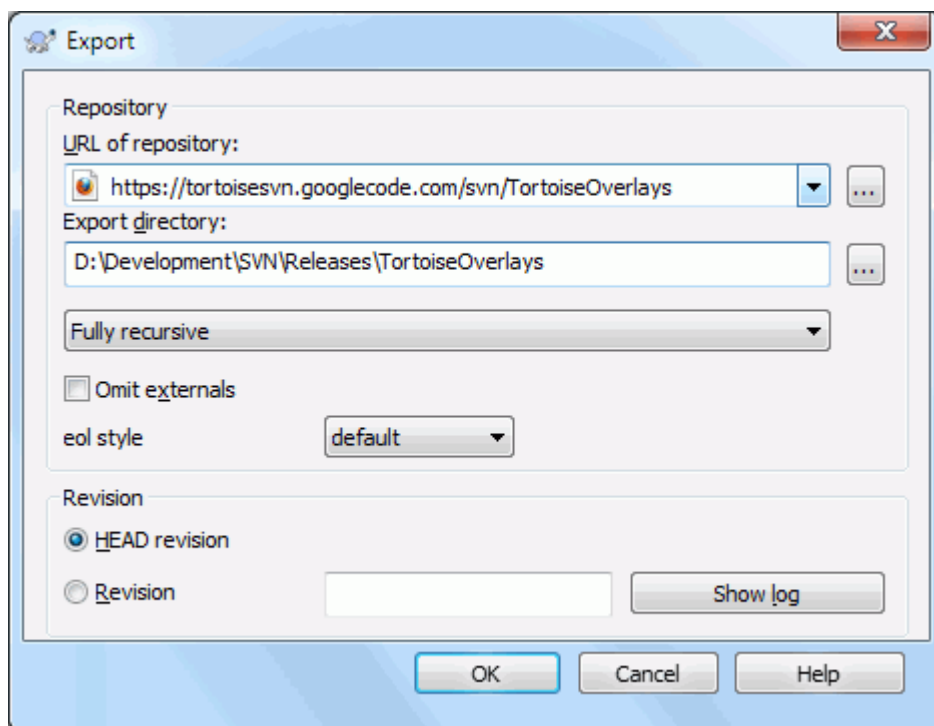 Export
Repository
URL of repository:
https://tortoisesvn.googlecode.com/svn/TortoiseOverlays
...
Export directory:
D:\Development\SVN\Releases\TortoiseOverlays
...
Fully recursive
Omit externals
eol style default
Revision
HEAD revision
Revision Show log
OK Cancel Help